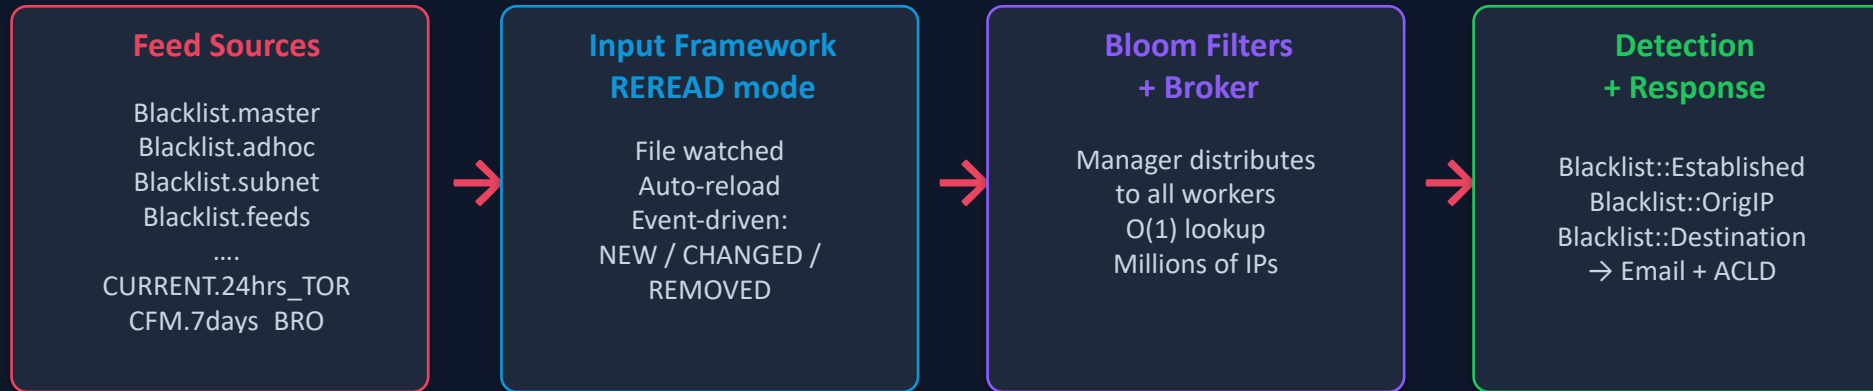 Feed Sources
Blacklist.master
Blacklist.adhoc
Blacklist.subnet
Blacklist.feeds
....
CURRENT.24hrs_TOR
CFM.7days_BRO
→
Input Framework
REREAD mode
File watched
Auto-reload
Event-driven:
NEW / CHANGED /
REMOVED
→
Bloom Filters
+ Broker
Manager distributes
to all workers
O(1) lookup
Millions of IPs
→
Detection
+ Response
Blacklist::Established
Blacklist::OrigIP
Blacklist::Destination
→ Email + ACLD